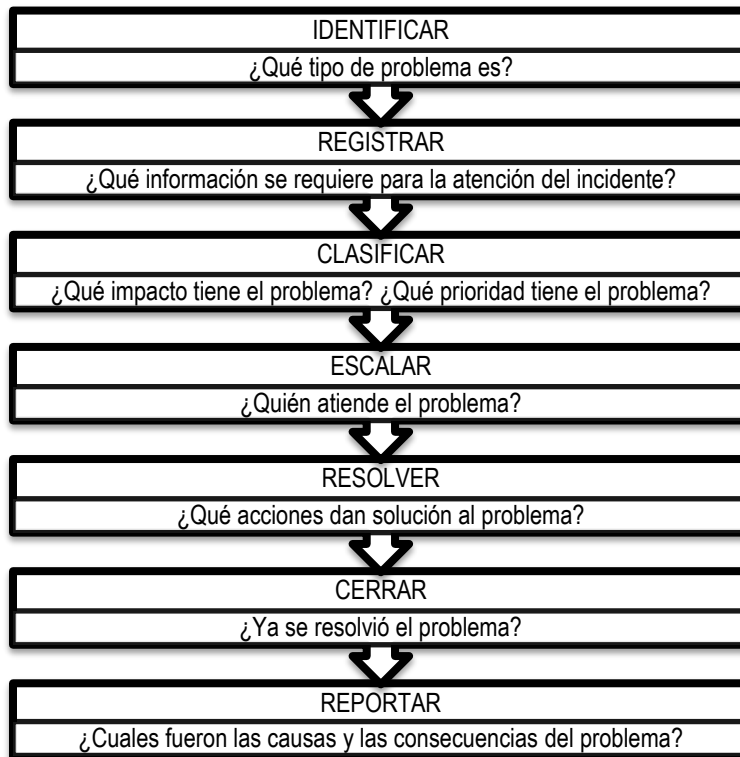 IDENTIFICAR
¿Qué tipo de problema es?
REGISTRAR
¿Qué información se requiere para la atención del incidente?
CLASIFICAR
¿Qué impacto tiene el problema? ¿Qué prioridad tiene el problema?
ESCALAR
¿Quién atiende el problema?
RESOLVER
¿Qué acciones dan solución al problema?
CERRAR
¿Ya se resolvió el problema?
REPORTAR
¿Cuales fueron las causas y las consecuencias del problema?